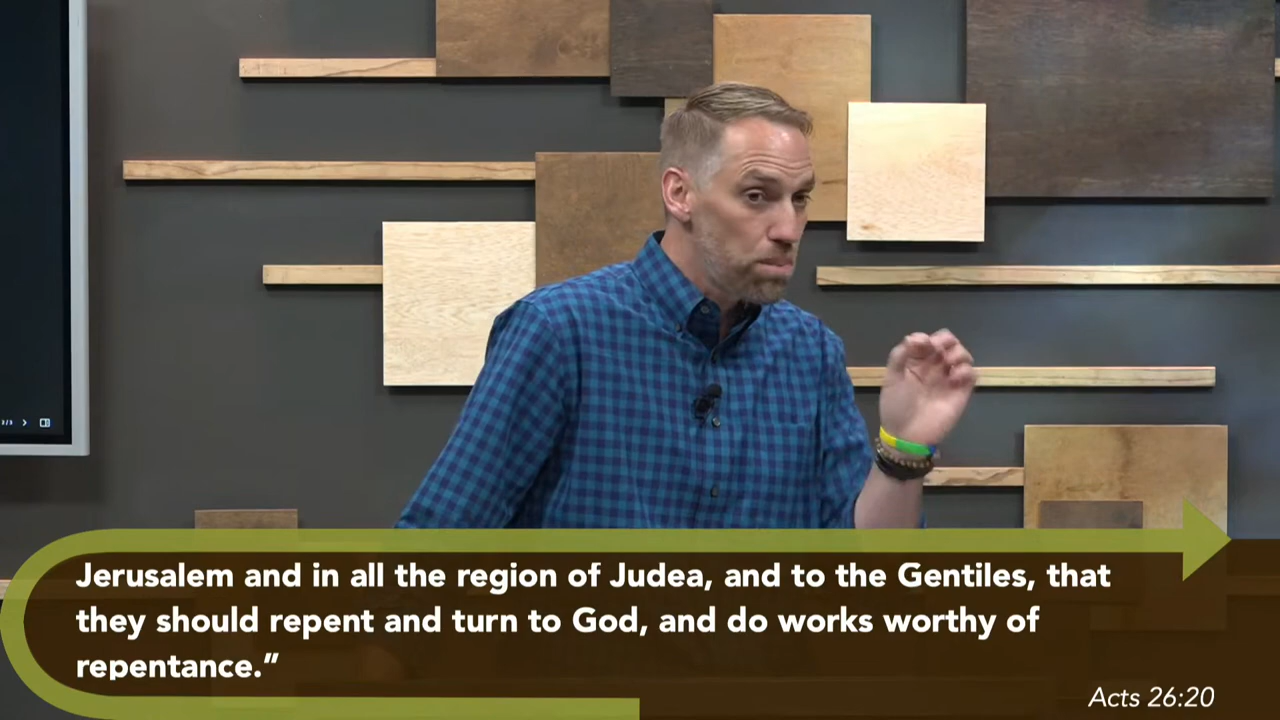 Jerusalem and in all the region of Judea, and to the Gentiles, that
they should repent and turn to God, and do works worthy of
repentance.”
Acts 26:20